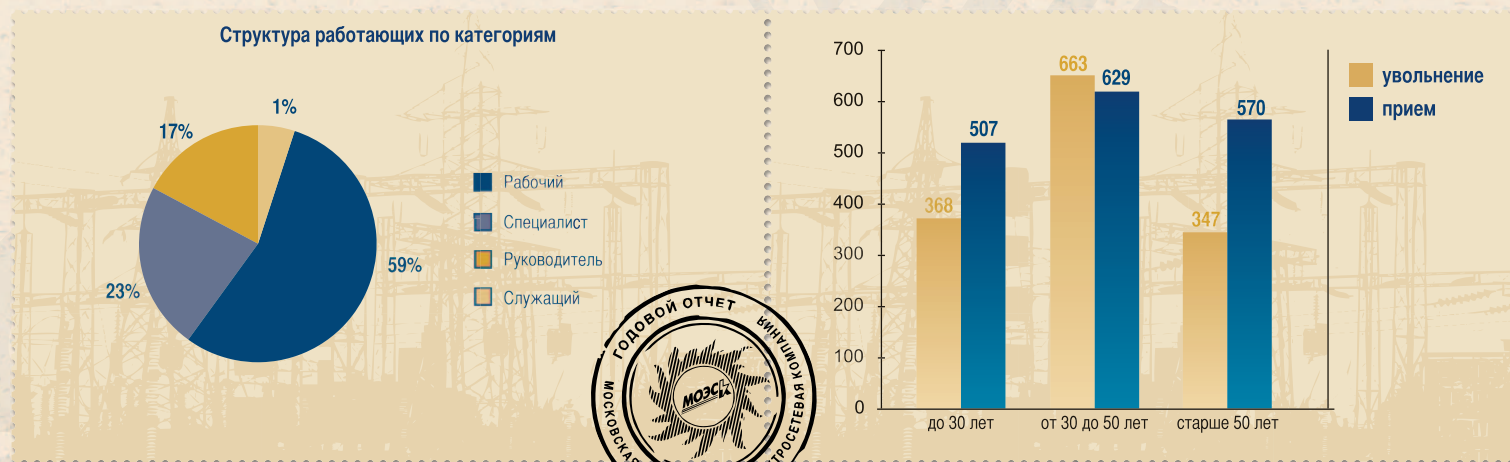 Структура работающих по категориям
1%
17%
59%
23%
Рабочий
Специалист
Руководитель
Служащий
ГОДОВОЙ ОТЧЕТ
КОМПАНИЯ
МОЭСК
700
600
500
400
300
200
100
0
368
507
663
629
347
570
до 30 лет
от 30 до 50 лет
старше 50 лет
увольнение
прием